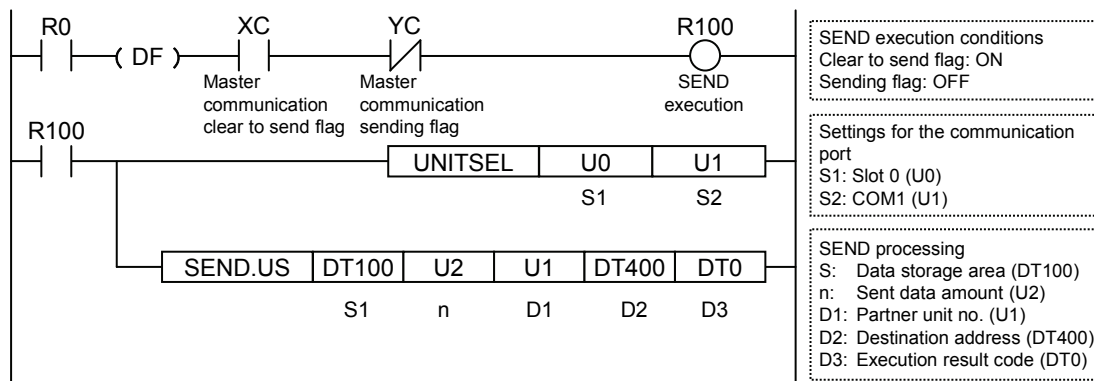 R0 XC YC R100
( DF )
Master communication clear to send flag
Master communication sending flag
SEND execution
SEND execution conditions
Clear to send flag: ON
Sending flag: OFF
R100
UNITSEL U0 U1
S1 S2
Settings for the communication
port
S1: Slot 0 (U0)
S2: COM1 (U1)
SEND.US DT100 U2 U1 DT400 DT0
S1 n D1 D2 D3
SEND processing
S: Data storage area (DT100)
n: Sent data amount (U2)
D1: Partner unit no. (U1)
D2: Destination address (DT400)
D3: Execution result code (DT0)